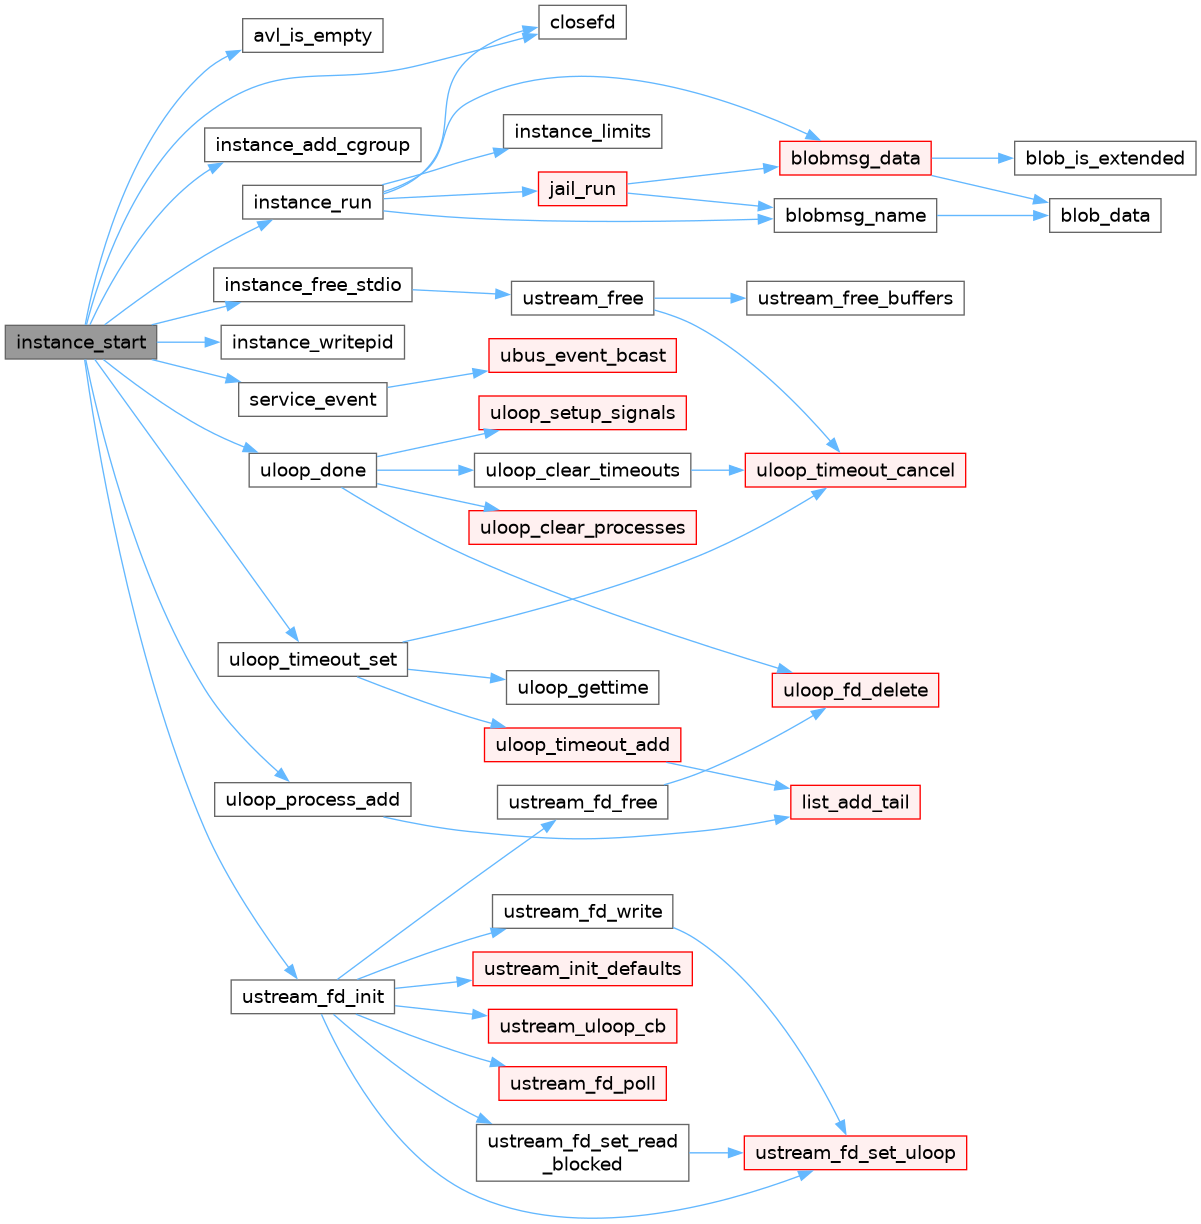 instance_start
avl_is_empty
closefd
instance_add_cgroup
instance_run
instance_limits
jail_run
blobmsg_data
blobmsg_name
blob_is_extended
blob_data
instance_free_stdio
ustream_free
ustream_free_buffers
instance_writepid
service_event
ubus_event_bcast
uloop_done
uloop_setup_signals
uloop_clear_timeouts
uloop_clear_processes
uloop_timeout_cancel
uloop_timeout_set
uloop_gettime
uloop_timeout_add
uloop_fd_delete
uloop_process_add
list_add_tail
ustream_fd_free
ustream_fd_init
ustream_fd_write
ustream_init_defaults
ustream_uloop_cb
ustream_fd_poll
ustream_fd_set_read
_blocked
ustream_fd_set_uloop